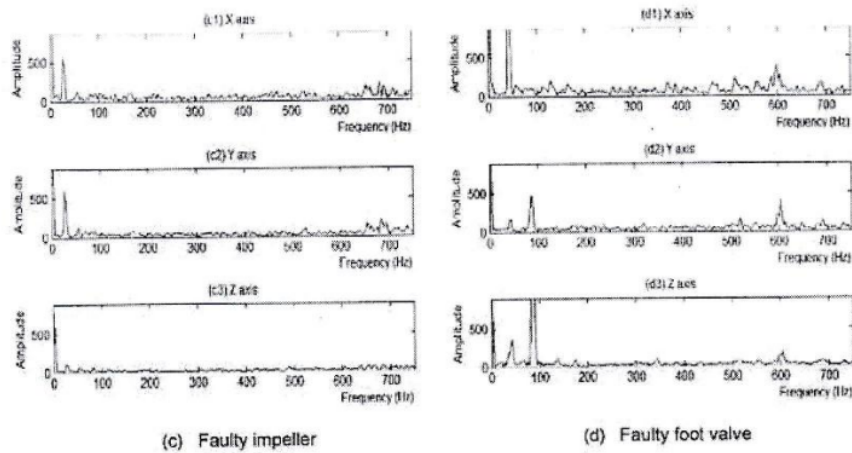 (c1) X axis
Amplitude
500
0
0 100 200 300 400 500 600 700
Frequency (Hz)
(c2) Y axis
Amplitude
500
0
0 100 200 300 400 500 600 700
Frequency (Hz)
(c3) Z axis
Amplitude
500
0
0 100 200 300 400 500 600 700
Frequency (Hz)
(c) Faulty impeller
(d1) X axis
Amplitude
500
0
0 100 200 300 400 500 600 700
Frequency (Hz)
(d2) Y axis
Amplitude
500
0
0 100 200 300 400 500 600 700
Frequency (Hz)
(d3) Z axis
Amplitude
500
0
0 100 200 300 400 500 600 700
Frequency (Hz)
(d) Faulty foot valve